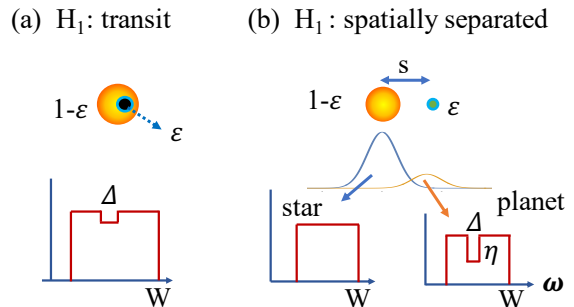 (a) H₁: transit
(b) H₁ : spatially separated
s
1-ε
ε
1-ε
ε
Δ
W
star
planet
Δ
η
W
W
ω